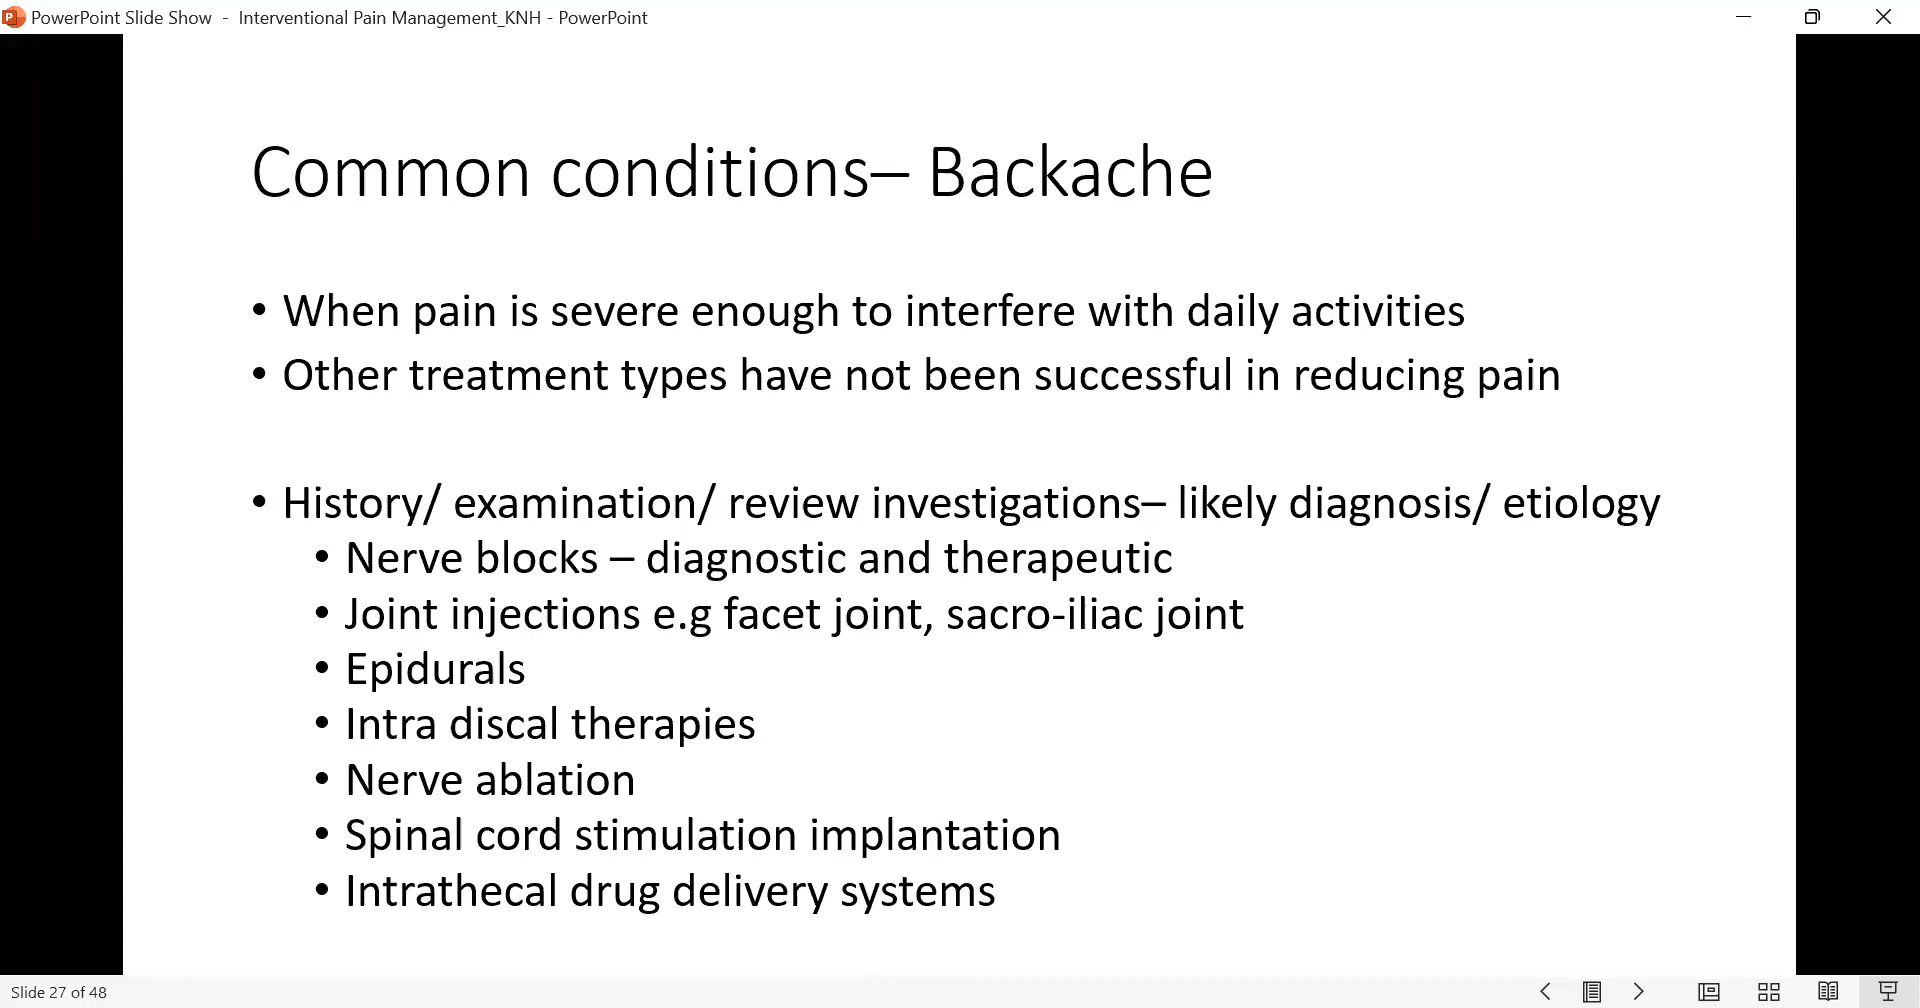 PowerPoint Slide Show - Interventional Pain Management_KNH - PowerPoint
Common conditions– Backache
• When pain is severe enough to interfere with daily activities
• Other treatment types have not been successful in reducing pain
• History/ examination/ review investigations– likely diagnosis/ etiology
• Nerve blocks – diagnostic and therapeutic
• Joint injections e.g facet joint, sacro-iliac joint
• Epidurals
• Intra discal therapies
• Nerve ablation
• Spinal cord stimulation implantation
• Intrathecal drug delivery systems
Slide 27 of 48